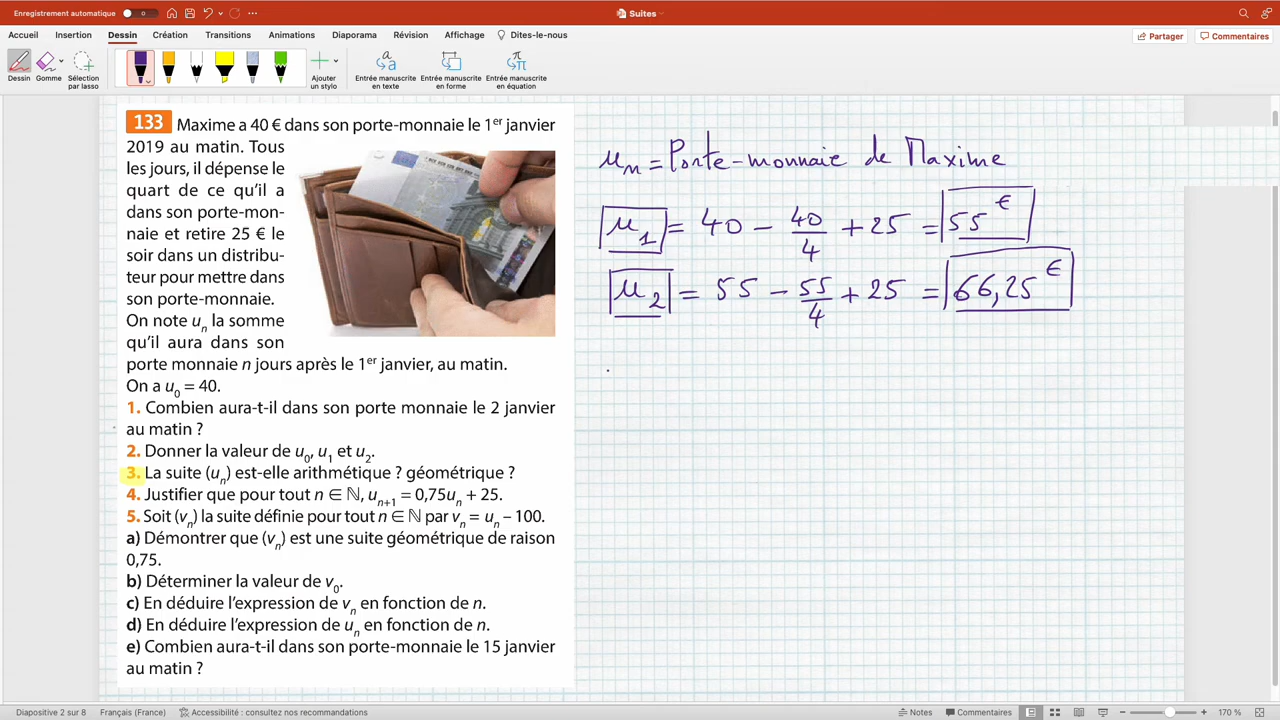 Enregistrement automatique 0 Suites
Accueil Insertion Dessin Création Transitions Animations Diaporama Révision Affichage Dites-le-nous Partager Commentaires
Dessin Gomme Sélection par lasso Ajouter un stylo Entrée manuscrite en texte Entrée manuscrite en forme Entrée manuscrite en équation
133 Maxime a 40 € dans son porte-monnaie le 1er janvier
2019 au matin. Tous
les jours, il dépense le
quart de ce qu'il a
dans son porte-mon-
naie et retire 25 € le
soir dans un distribu-
teur pour mettre dans
son porte-monnaie.
On note un la somme
qu'il aura dans son
porte monnaie n jours après le 1er janvier, au matin.
On a u0 = 40.
1. Combien aura-t-il dans son porte monnaie le 2 janvier
au matin ?
2. Donner la valeur de u0, u1 et u2.
3. La suite (un) est-elle arithmétique ? géométrique ?
4. Justifier que pour tout n ∈ ℕ, un+1 = 0,75un + 25.
5. Soit (vn) la suite définie pour tout n ∈ ℕ par vn = un – 100.
a) Démontrer que (vn) est une suite géométrique de raison
0,75.
b) Déterminer la valeur de v0.
c) En déduire l'expression de vn en fonction de n.
d) En déduire l'expression de un en fonction de n.
e) Combien aura-t-il dans son porte-monnaie le 15 janvier
au matin ?
un = Porte-monnaie de Maxime
u1 = 40 - 40/4 + 25 = 55 €
u2 = 55 - 55/4 + 25 = 66,25 €
Diapositive 2 sur 8 Français (France) Accessibilité : consultez nos recommandations Notes Commentaires 170 %